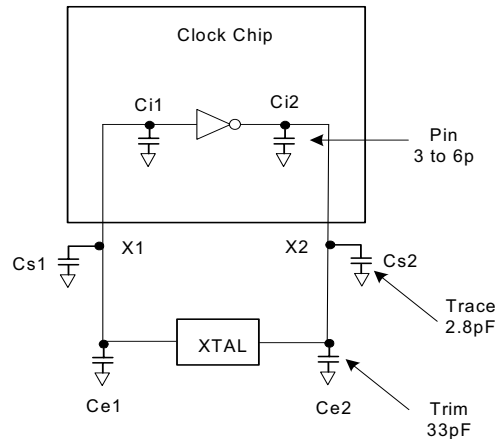 Clock Chip
Ci1
Ci2
Pin
3 to 6p
X1
X2
Cs1
Cs2
Trace
2.8pF
XTAL
Ce1
Ce2
Trim
33pF